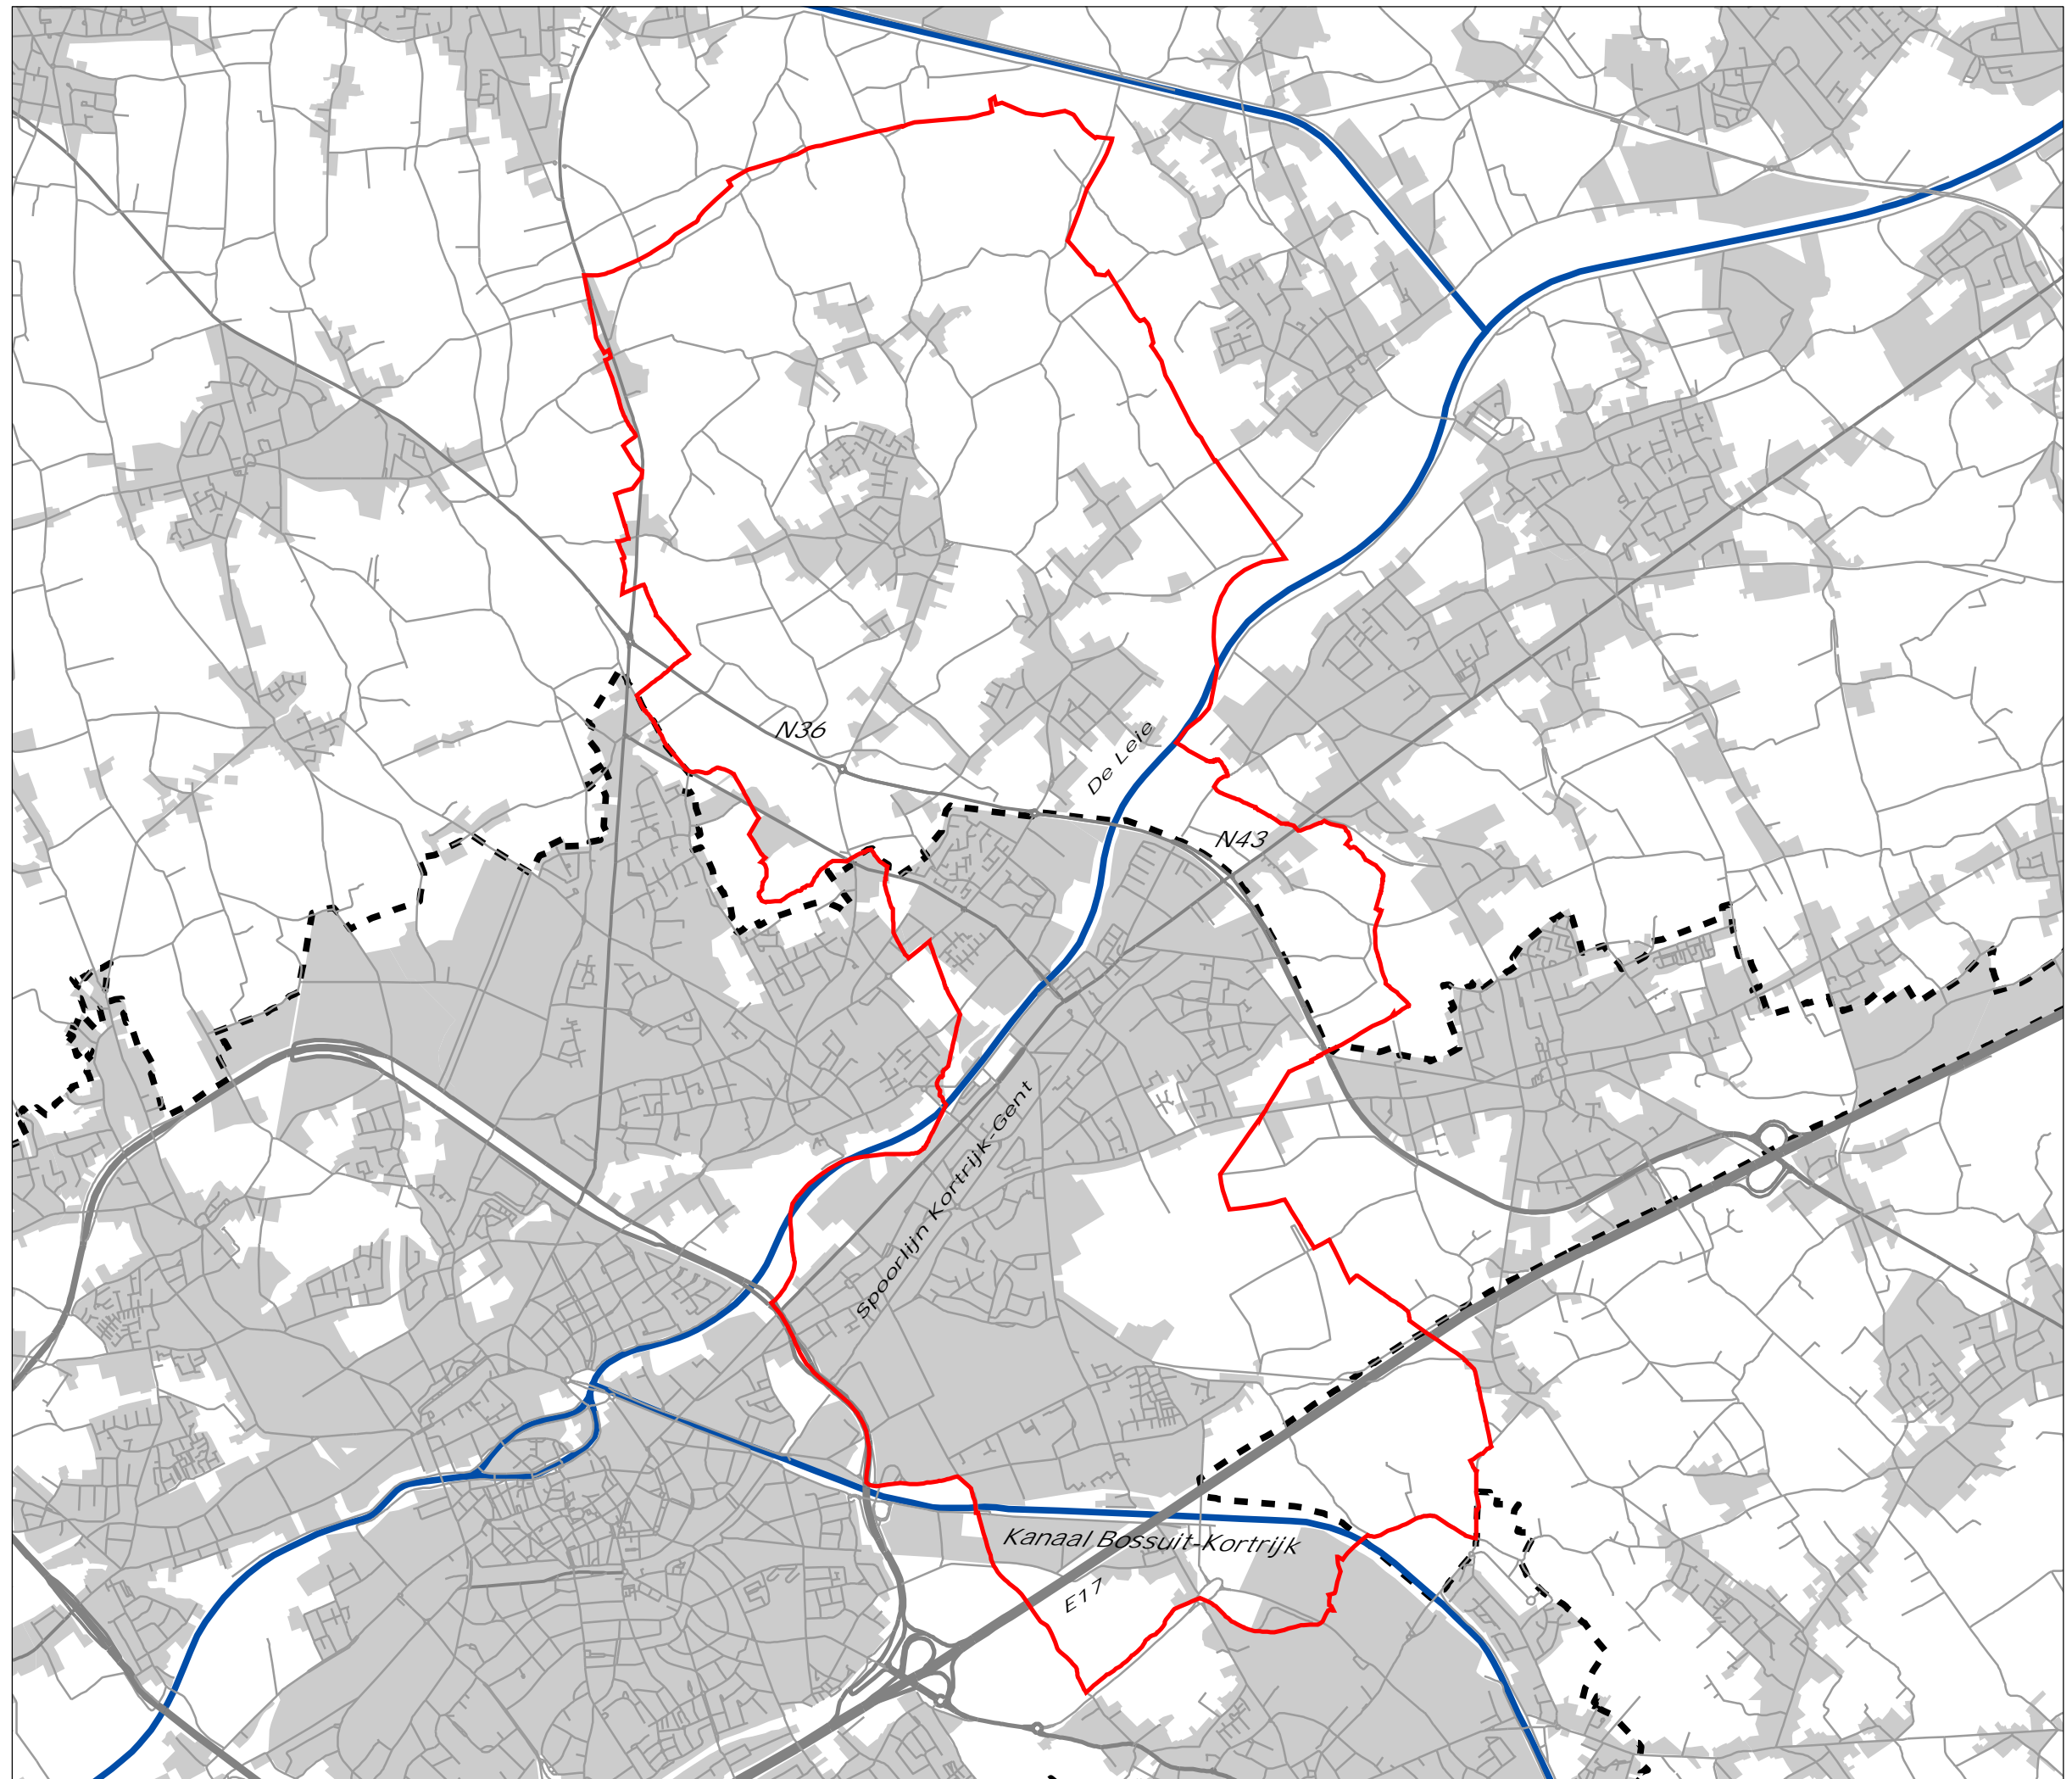 N36
De Leie
N43
Spoorlijn Kortrijk-Gent
Kanaal Bossuit-Kortrijk
E17